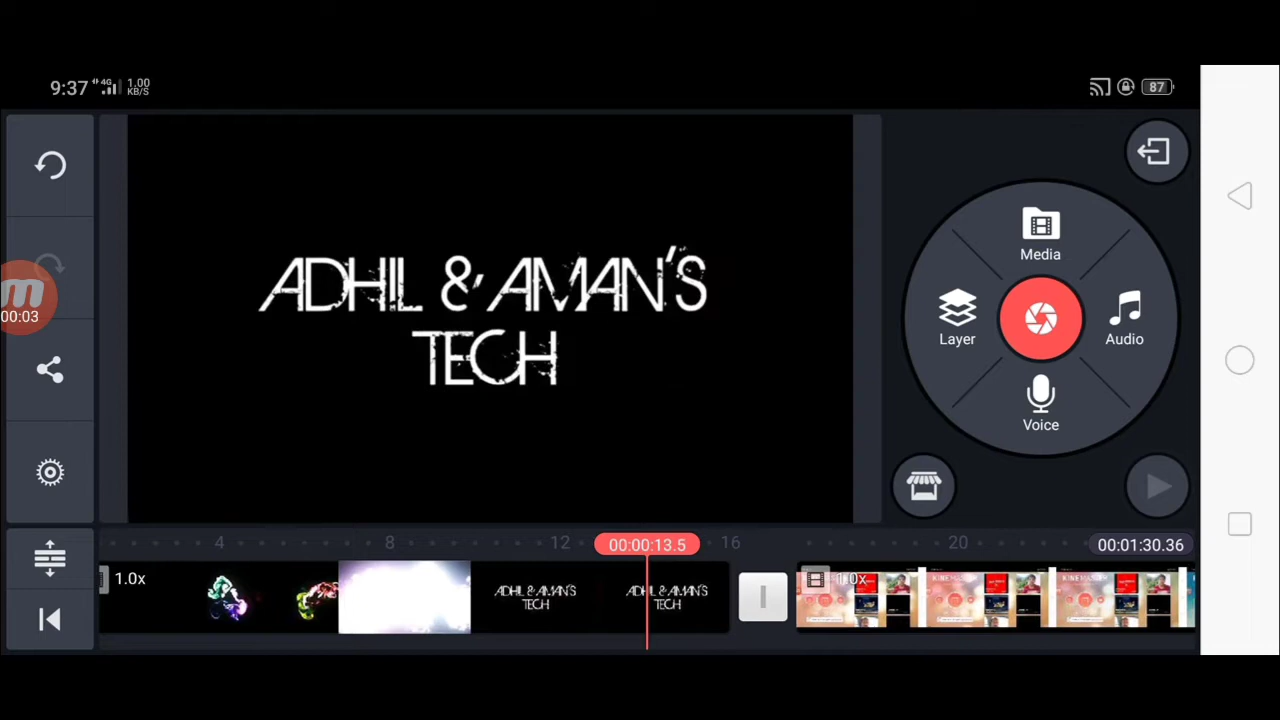 9:37 4G 1.00 KB/S
87
ADHIL & AMAN'S
TECH
Media
Layer
Audio
Voice
m
00:03
4 8 12 00:00:13.5 16 20 00:01:30.36
1.0x
ADHIL & AMAN'S
TECH
ADHIL & AMAN'S
TECH
1.0x